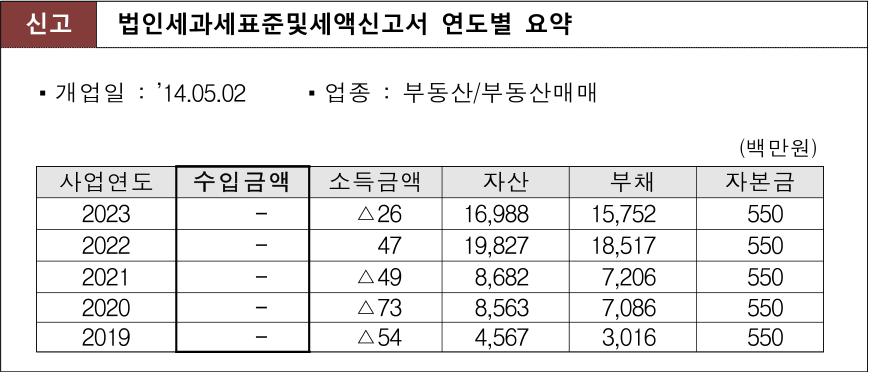 신고 법인세과세표준및세액신고서 연도별 요약
▪ 개업일 : ’14.05.02 ▪ 업종 : 부동산/부동산매매
(백만원)
사업연도 수입금액 소득금액 자산 부채 자본금
2023 - △26 16,988 15,752 550
2022 - 47 19,827 18,517 550
2021 - △49 8,682 7,206 550
2020 - △73 8,563 7,086 550
2019 - △54 4,567 3,016 550